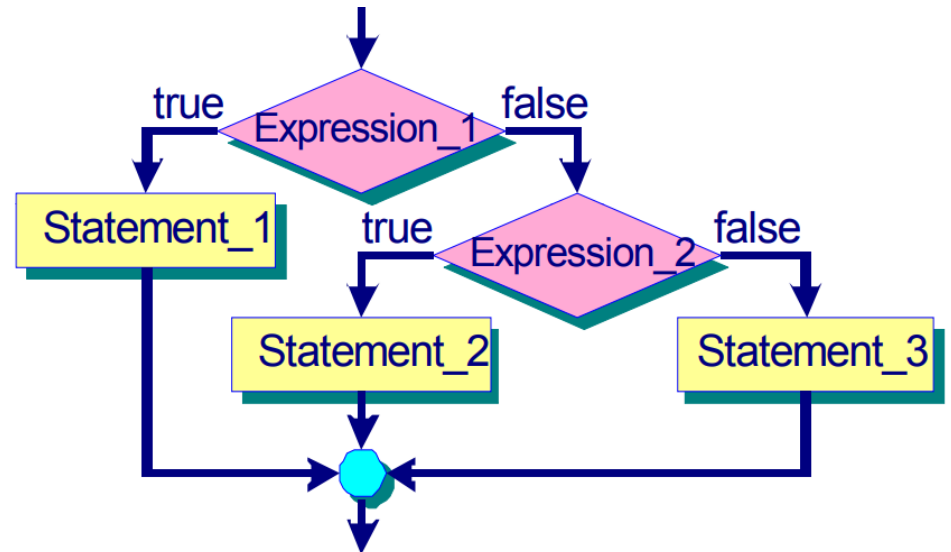 true
false
Expression_1
Statement_1
true
false
Expression_2
Statement_2
Statement_3